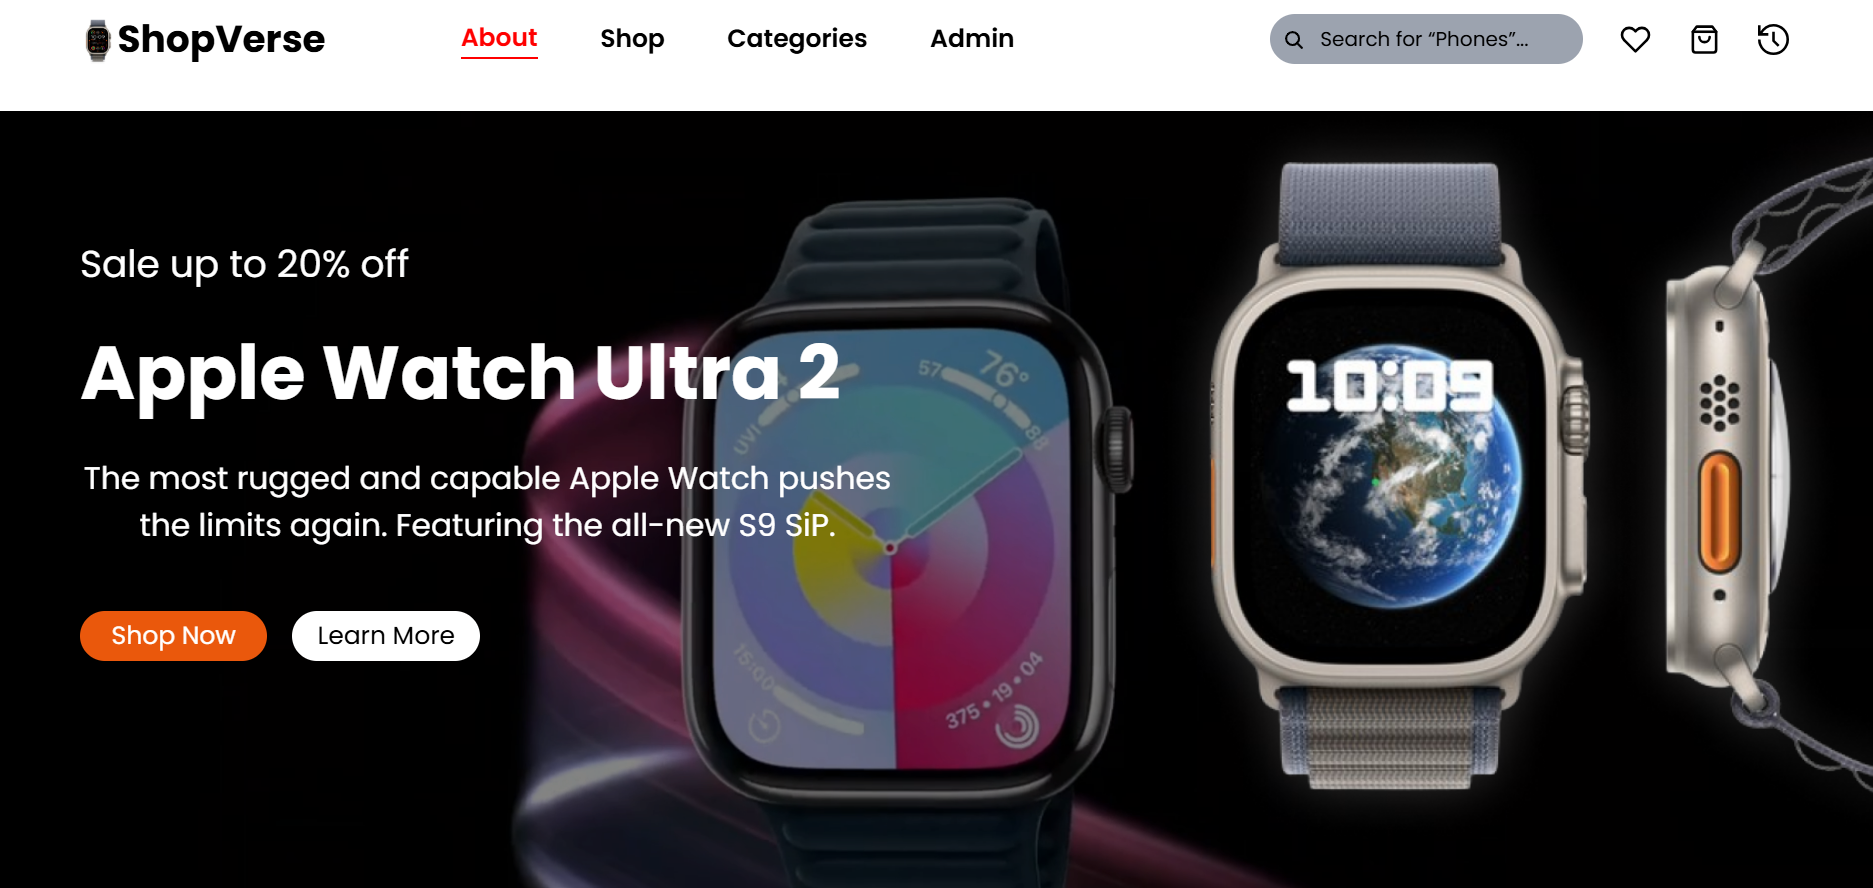 ShopVerse
About
Shop
Categories
Admin
Search for “Phones”...
Sale up to 20% off
Apple Watch Ultra 2
The most rugged and capable Apple Watch pushes
the limits again. Featuring the all-new S9 SiP.
Shop Now
Learn More
57
76°
88
UVI
15:00
375 • 19 • 04
10:09